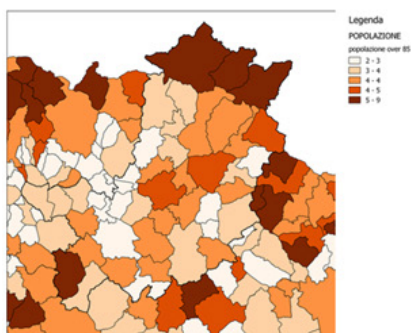 Legenda
POPOLAZIONE
popolazione over 85
2 - 3
3 - 4
4 - 4
4 - 5
5 - 9